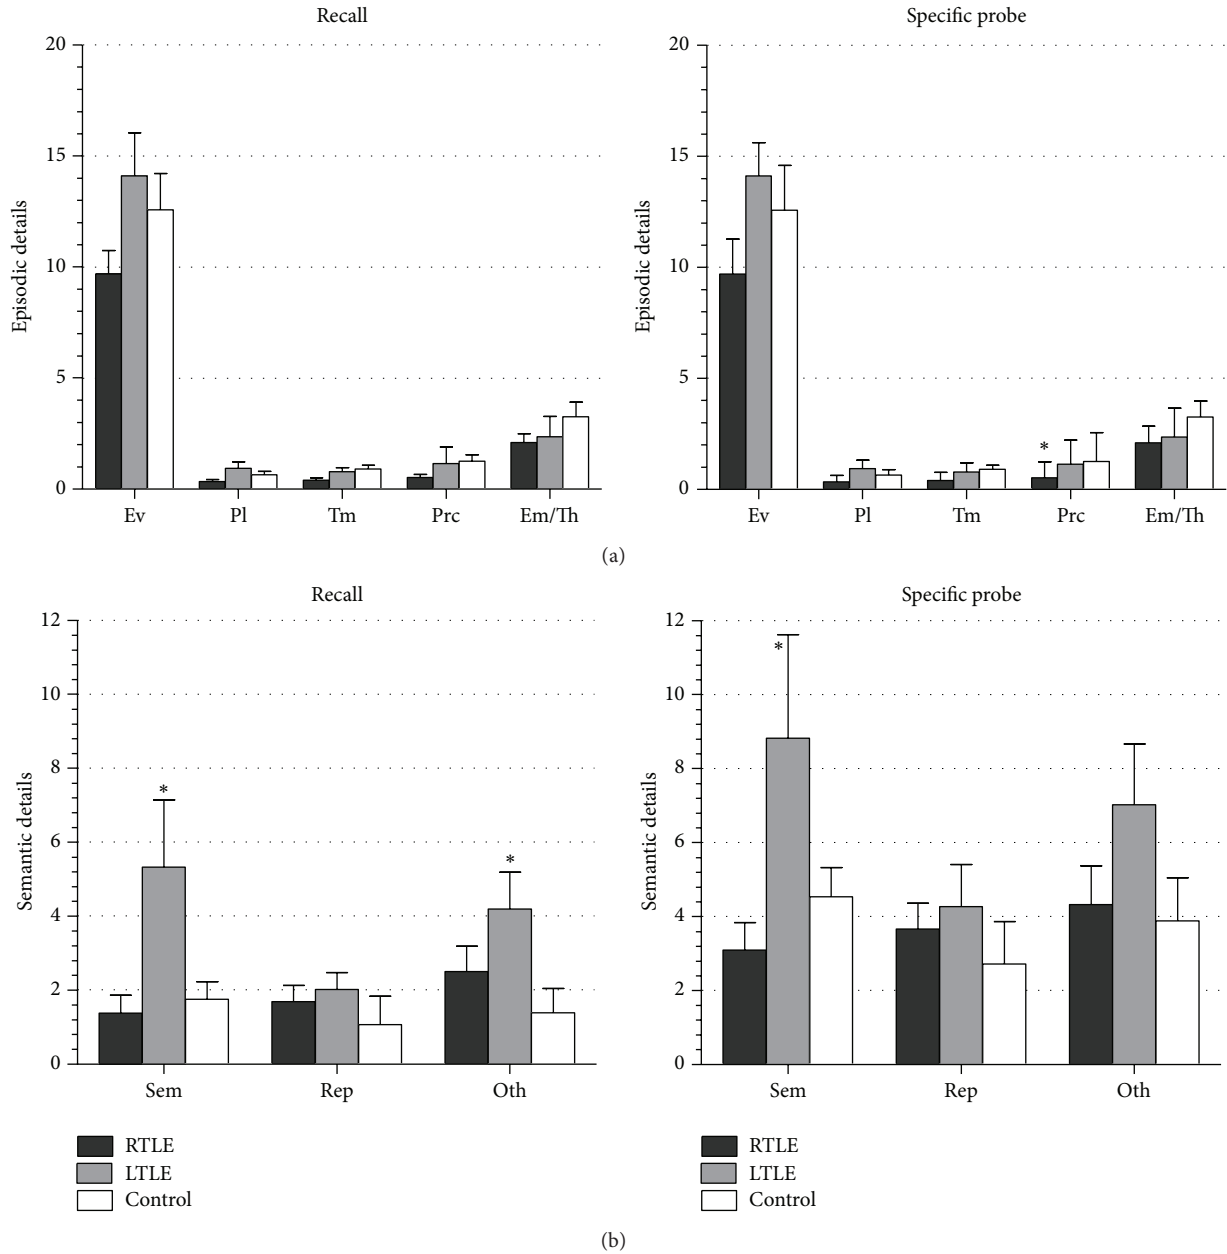 Recall
Specific probe
20
15
10
5
0
Episodic details
Ev Pl Tm Prc Em/Th
20
15
10
5
0
Episodic details
*
Ev Pl Tm Prc Em/Th
(a)
Recall
Specific probe
12
10
8
6
4
2
0
Semantic details
*
*
Sem Rep Oth
12
10
8
6
4
2
0
Semantic details
*
Sem Rep Oth
RTLE
LTLE
Control
RTLE
LTLE
Control
(b)